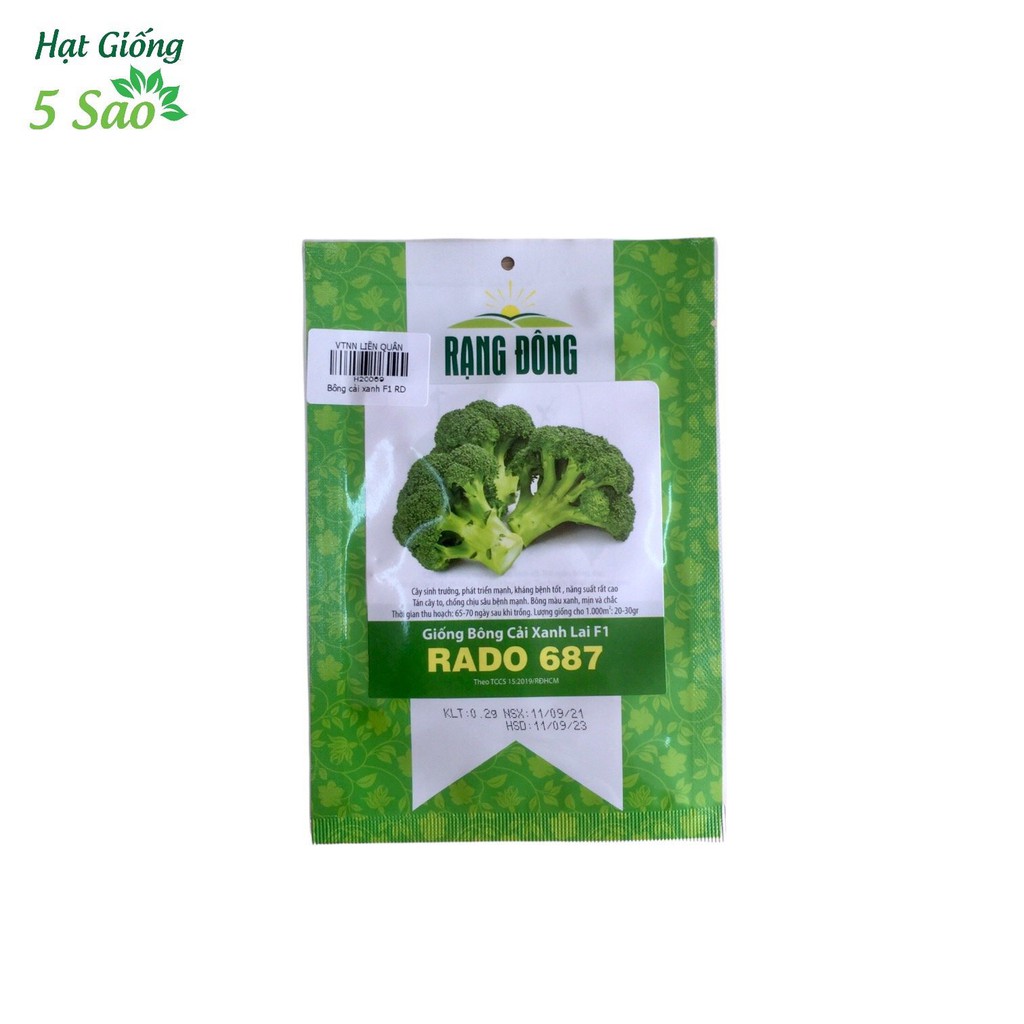 Hạt Giống
5 Sao
RẠNG ĐÔNG
VTNN LIÊN QUÂN
H20069
Bông cải xanh F1 RD
Cây sinh trưởng, phát triển mạnh, kháng bệnh tốt , năng suất rất cao
Tán cây to, chống chịu sâu bệnh mạnh. Bông màu xanh, mịn và chắc
Thời gian thu hoạch: 65-70 ngày sau khi trồng. Lượng giống cho 1.000m²: 20-30gr
Giống Bông Cải Xanh Lai F1
RADO 687
Theo TCCS 15:2019/RĐHCM
KLT:0.2g NSX:11/09/21
HSD:11/09/23